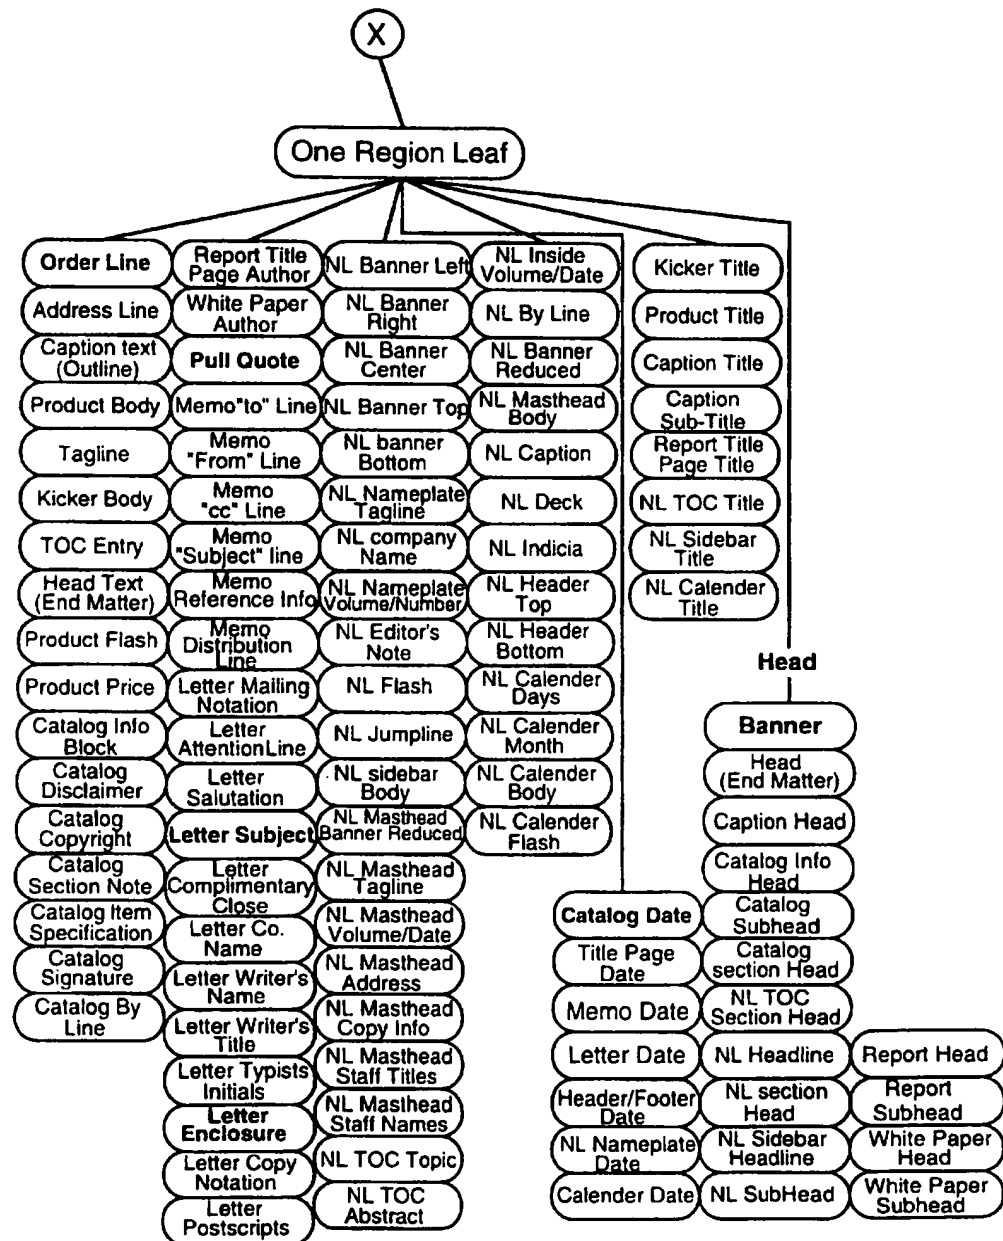 X
One Region Leaf
Order Line
Address Line
Caption text
(Outline)
Product Body
Tagline
Kicker Body
TOC Entry
Head Text
(End Matter)
Product Flash
Product Price
Catalog Info
Block
Catalog
Disclaimer
Catalog
Copyright
Catalog
Section Note
Catalog Item
Specification
Catalog
Signature
Catalog By
Line
Report Title
Page Author
White Paper
Author
Pull Quote
Memo"to" Line
Memo
"From" Line
Memo
"cc" Line
Memo
"Subject" line
Memo
Reference Info
Memo
Distribution
Line
Letter Mailing
Notation
Letter
AttentionLine
Letter
Salutation
Letter Subject
Letter
Complimentary
Close
Letter Co.
Name
Letter Writer's
Name
Letter Writer's
Title
Letter Typists
Initials
Letter
Enclosure
Letter Copy
Notation
Letter
Postscripts
NL Banner Left
NL Banner
Right
NL Banner
Center
NL Banner Top
NL banner
Bottom
NL Nameplate
Tagline
NL company
Name
NL Nameplate
Volume/Number
NL Editor's
Note
NL Flash
NL Jumpline
NL sidebar
Body
NL Masthead
Banner Reduced
NL Masthead
Tagline
NL Masthead
Volume/Date
NL Masthead
Address
NL Masthead
Copy Info
NL Masthead
Staff Titles
NL Masthead
Staff Names
NL TOC Topic
NL TOC
Abstract
NL Inside
Volume/Date
NL By Line
NL Banner
Reduced
NL Masthead
Body
NL Caption
NL Deck
NL Indicia
NL Header
Top
NL Header
Bottom
NL Calender
Days
NL Calender
Month
NL Calender
Body
NL Calender
Flash
Catalog Date
Title Page
Date
Memo Date
Letter Date
Header/Footer
Date
NL Nameplate
Date
Calender Date
Kicker Title
Product Title
Caption Title
Caption
Sub-Title
Report Title
Page Title
NL TOC Title
NL Sidebar
Title
NL Calender
Title
Head
Banner
Head
(End Matter)
Caption Head
Catalog Info
Head
Catalog
Subhead
Catalog
section Head
NL TOC
Section Head
NL Headline
NL section
Head
NL Sidebar
Headline
NL SubHead
Report Head
Report
Subhead
White Paper
Head
White Paper
Subhead